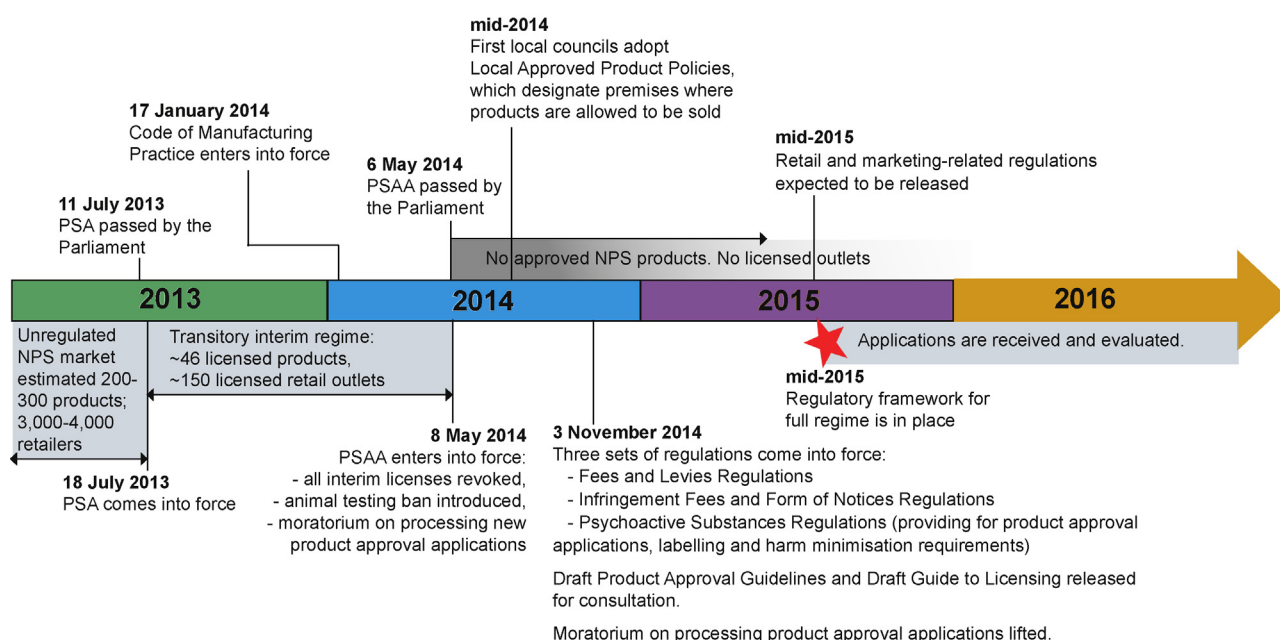 mid-2014
First local councils adopt
Local Approved Product Policies,
which designate premises where
products are allowed to be sold
17 January 2014
Code of Manufacturing
Practice enters into force
mid-2015
Retail and marketing-related regulations
expected to be released
6 May 2014
PSAA passed by
the Parliament
11 July 2013
PSA passed by the
Parliament
No approved NPS products. No licensed outlets
2013
2014
2015
2016
Unregulated
NPS market
estimated 200-
300 products;
3,000-4,000
retailers
Transitory interim regime:
~46 licensed products,
~150 licensed retail outlets
Applications are received and evaluated.
mid-2015
Regulatory framework for
full regime is in place
18 July 2013
PSA comes into force
8 May 2014
PSAA enters into force:
- all interim licenses revoked,
- animal testing ban introduced,
- moratorium on processing new
product approval applications
3 November 2014
Three sets of regulations come into force:
- Fees and Levies Regulations
- Infringement Fees and Form of Notices Regulations
- Psychoactive Substances Regulations (providing for product approval
applications, labelling and harm minimisation requirements)
Draft Product Approval Guidelines and Draft Guide to Licensing released
for consultation.
Moratorium on processing product approval applications lifted.